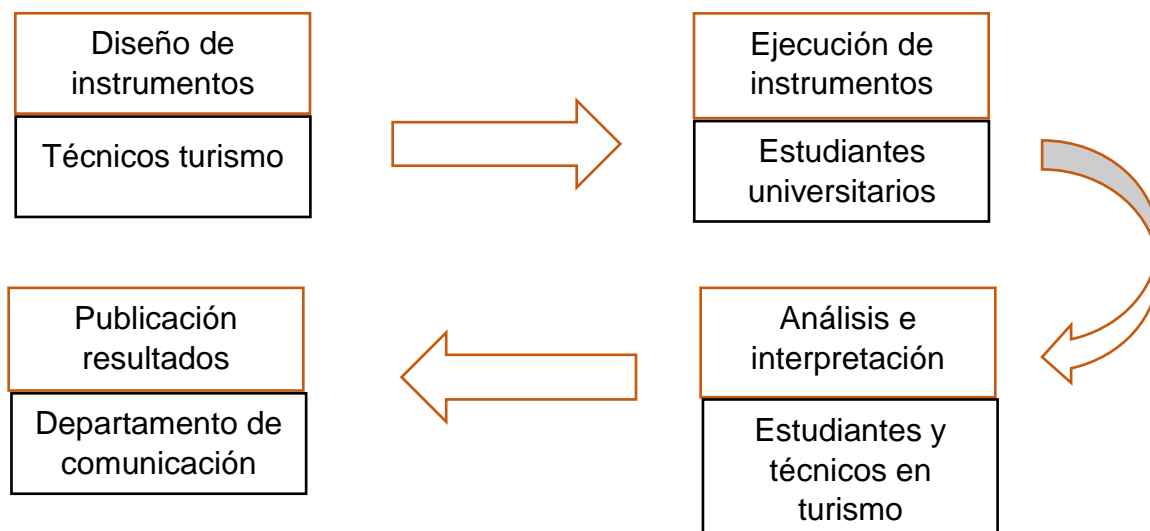 Diseño de
instrumentos
Técnicos turismo
Ejecución de
instrumentos
Estudiantes
universitarios
Análisis e
interpretación
Estudiantes y
técnicos en
turismo
Publicación
resultados
Departamento de
comunicación